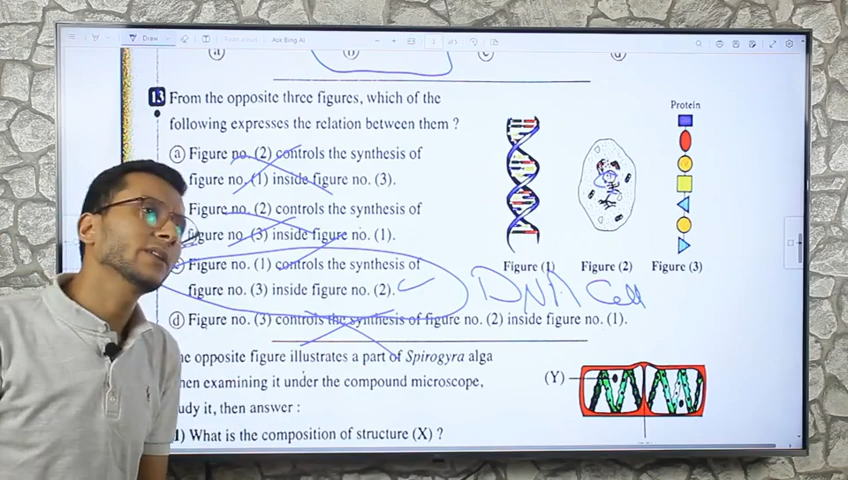 Draw
Ask Bing AI
(a)
(b)
(c)
(d)
13 From the opposite three figures, which of the
following expresses the relation between them ?
(a) Figure no. (2) controls the synthesis of
figure no. (1) inside figure no. (3).
Figure no. (2) controls the synthesis of
figure no. (3) inside figure no. (1).
Figure no. (1) controls the synthesis of
figure no. (3) inside figure no. (2).
(d) Figure no. (3) controls the synthesis of figure no. (2) inside figure no. (1).
Protein
Figure (1)
Figure (2)
Figure (3)
DNA Cell
he opposite figure illustrates a part of Spirogyra alga
hen examining it under the compound microscope,
udy it, then answer :
1) What is the composition of structure (X) ?
(Y)